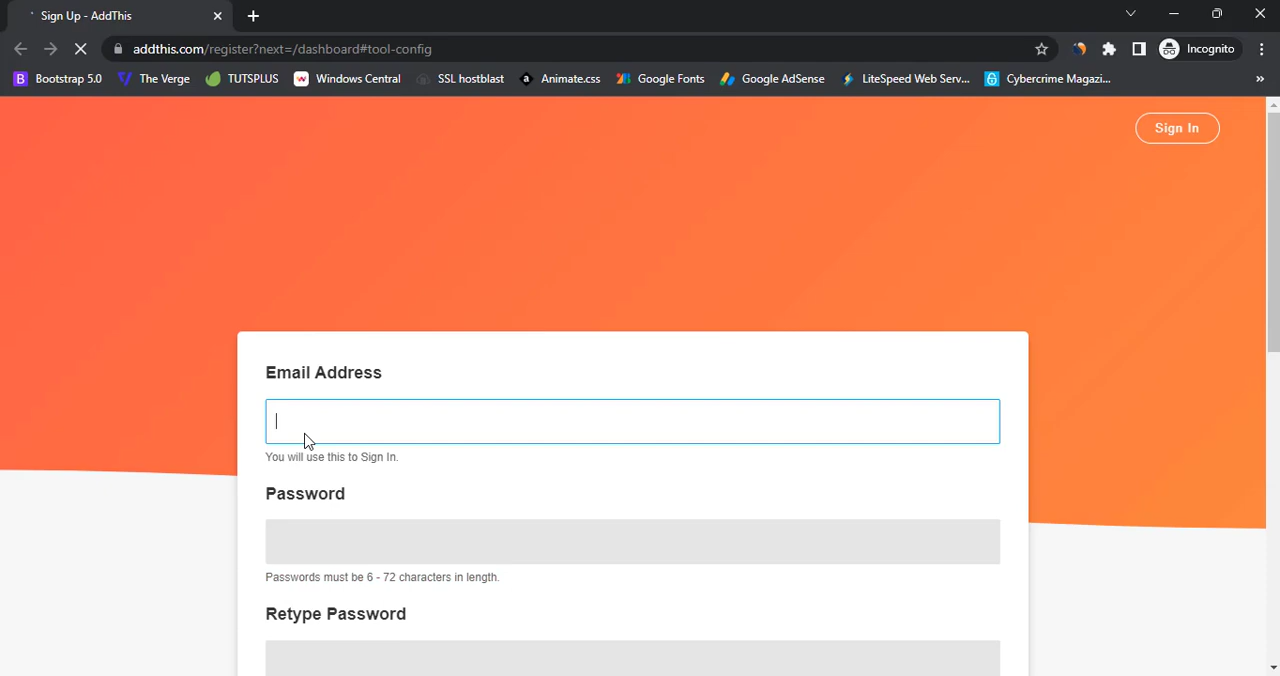 Sign Up - AddThis
addthis.com/register?next=/dashboard#tool-config
Incognito
Bootstrap 5.0 The Verge TUTSPLUS Windows Central SSL hostblast Animate.css Google Fonts Google AdSense LiteSpeed Web Serv... Cybercrime Magazi... »
Sign In
Email Address
You will use this to Sign In.
Password
Passwords must be 6 - 72 characters in length.
Retype Password